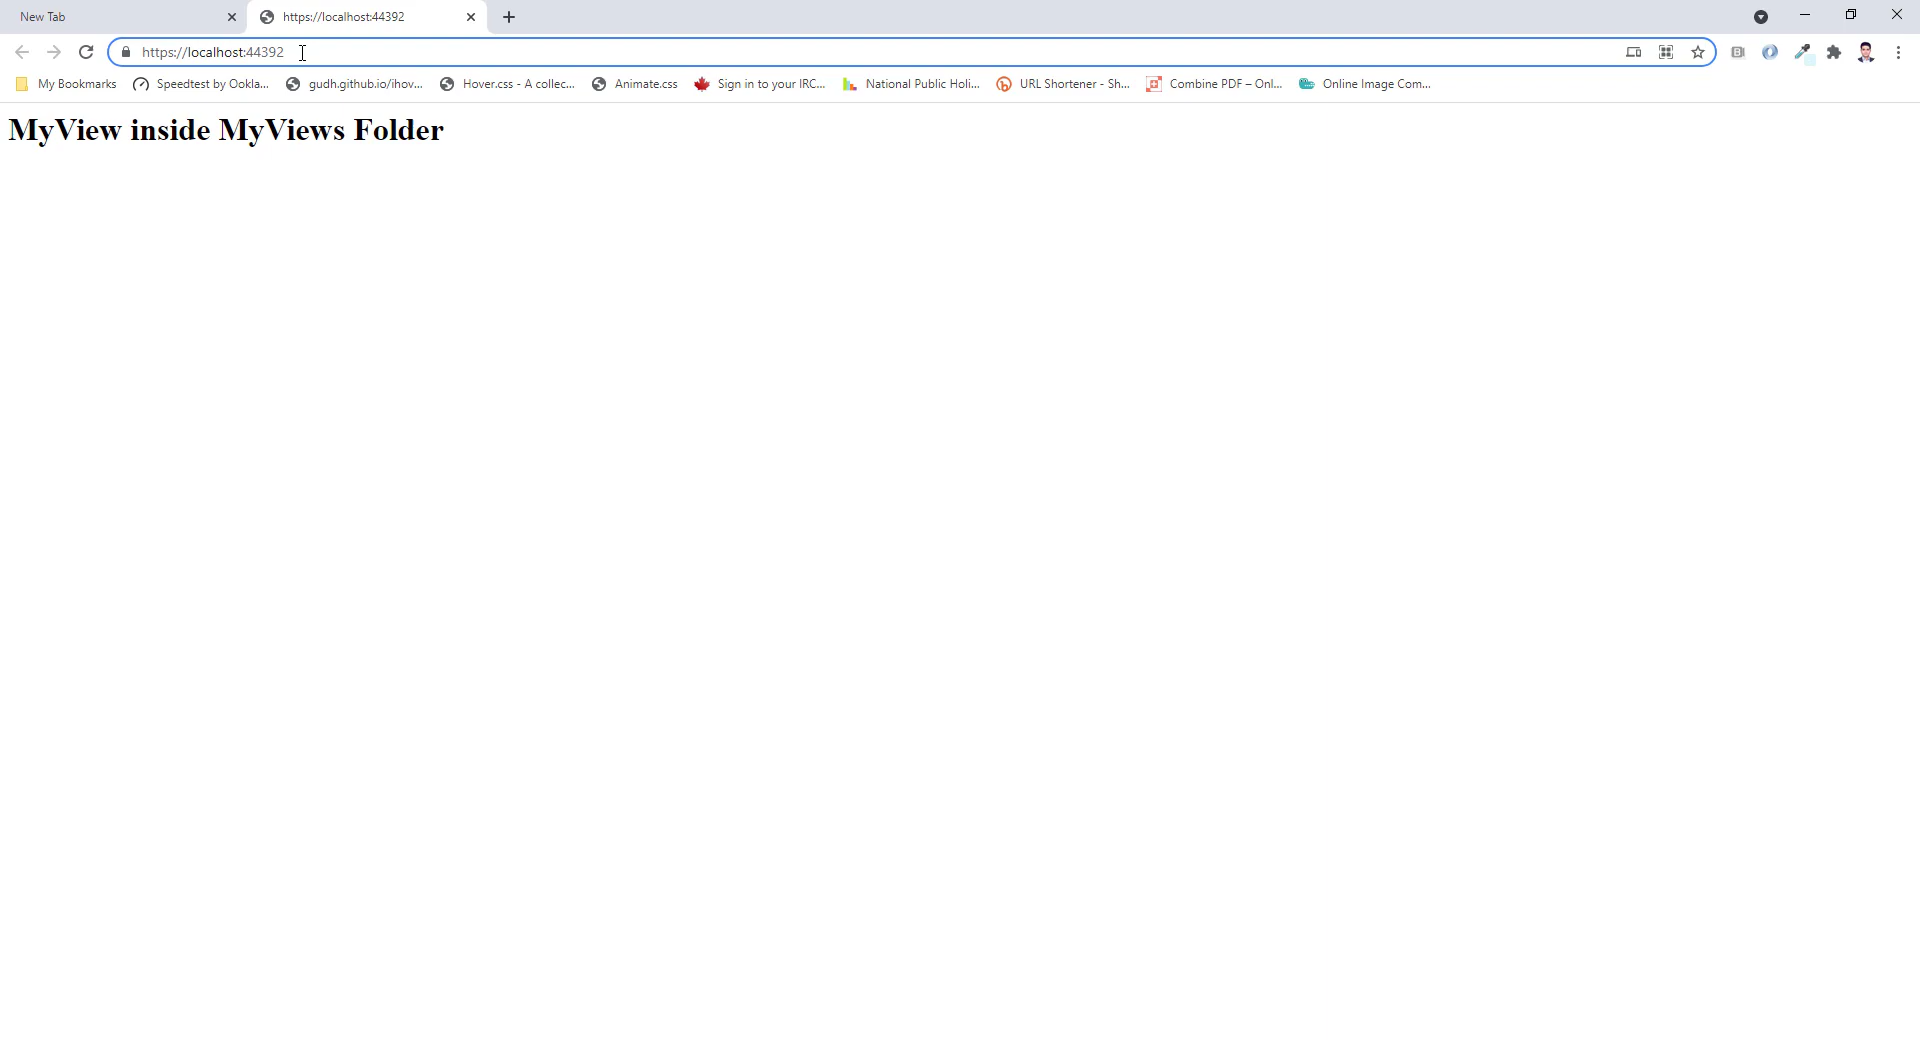 New Tab
https://localhost:44392
https://localhost:44392
My Bookmarks
Speedtest by Ookla...
gudh.github.io/ihov...
Hover.css - A collec...
Animate.css
Sign in to your IRC...
National Public Holi...
URL Shortener - Sh...
Combine PDF – Onl...
Online Image Com...
MyView inside MyViews Folder